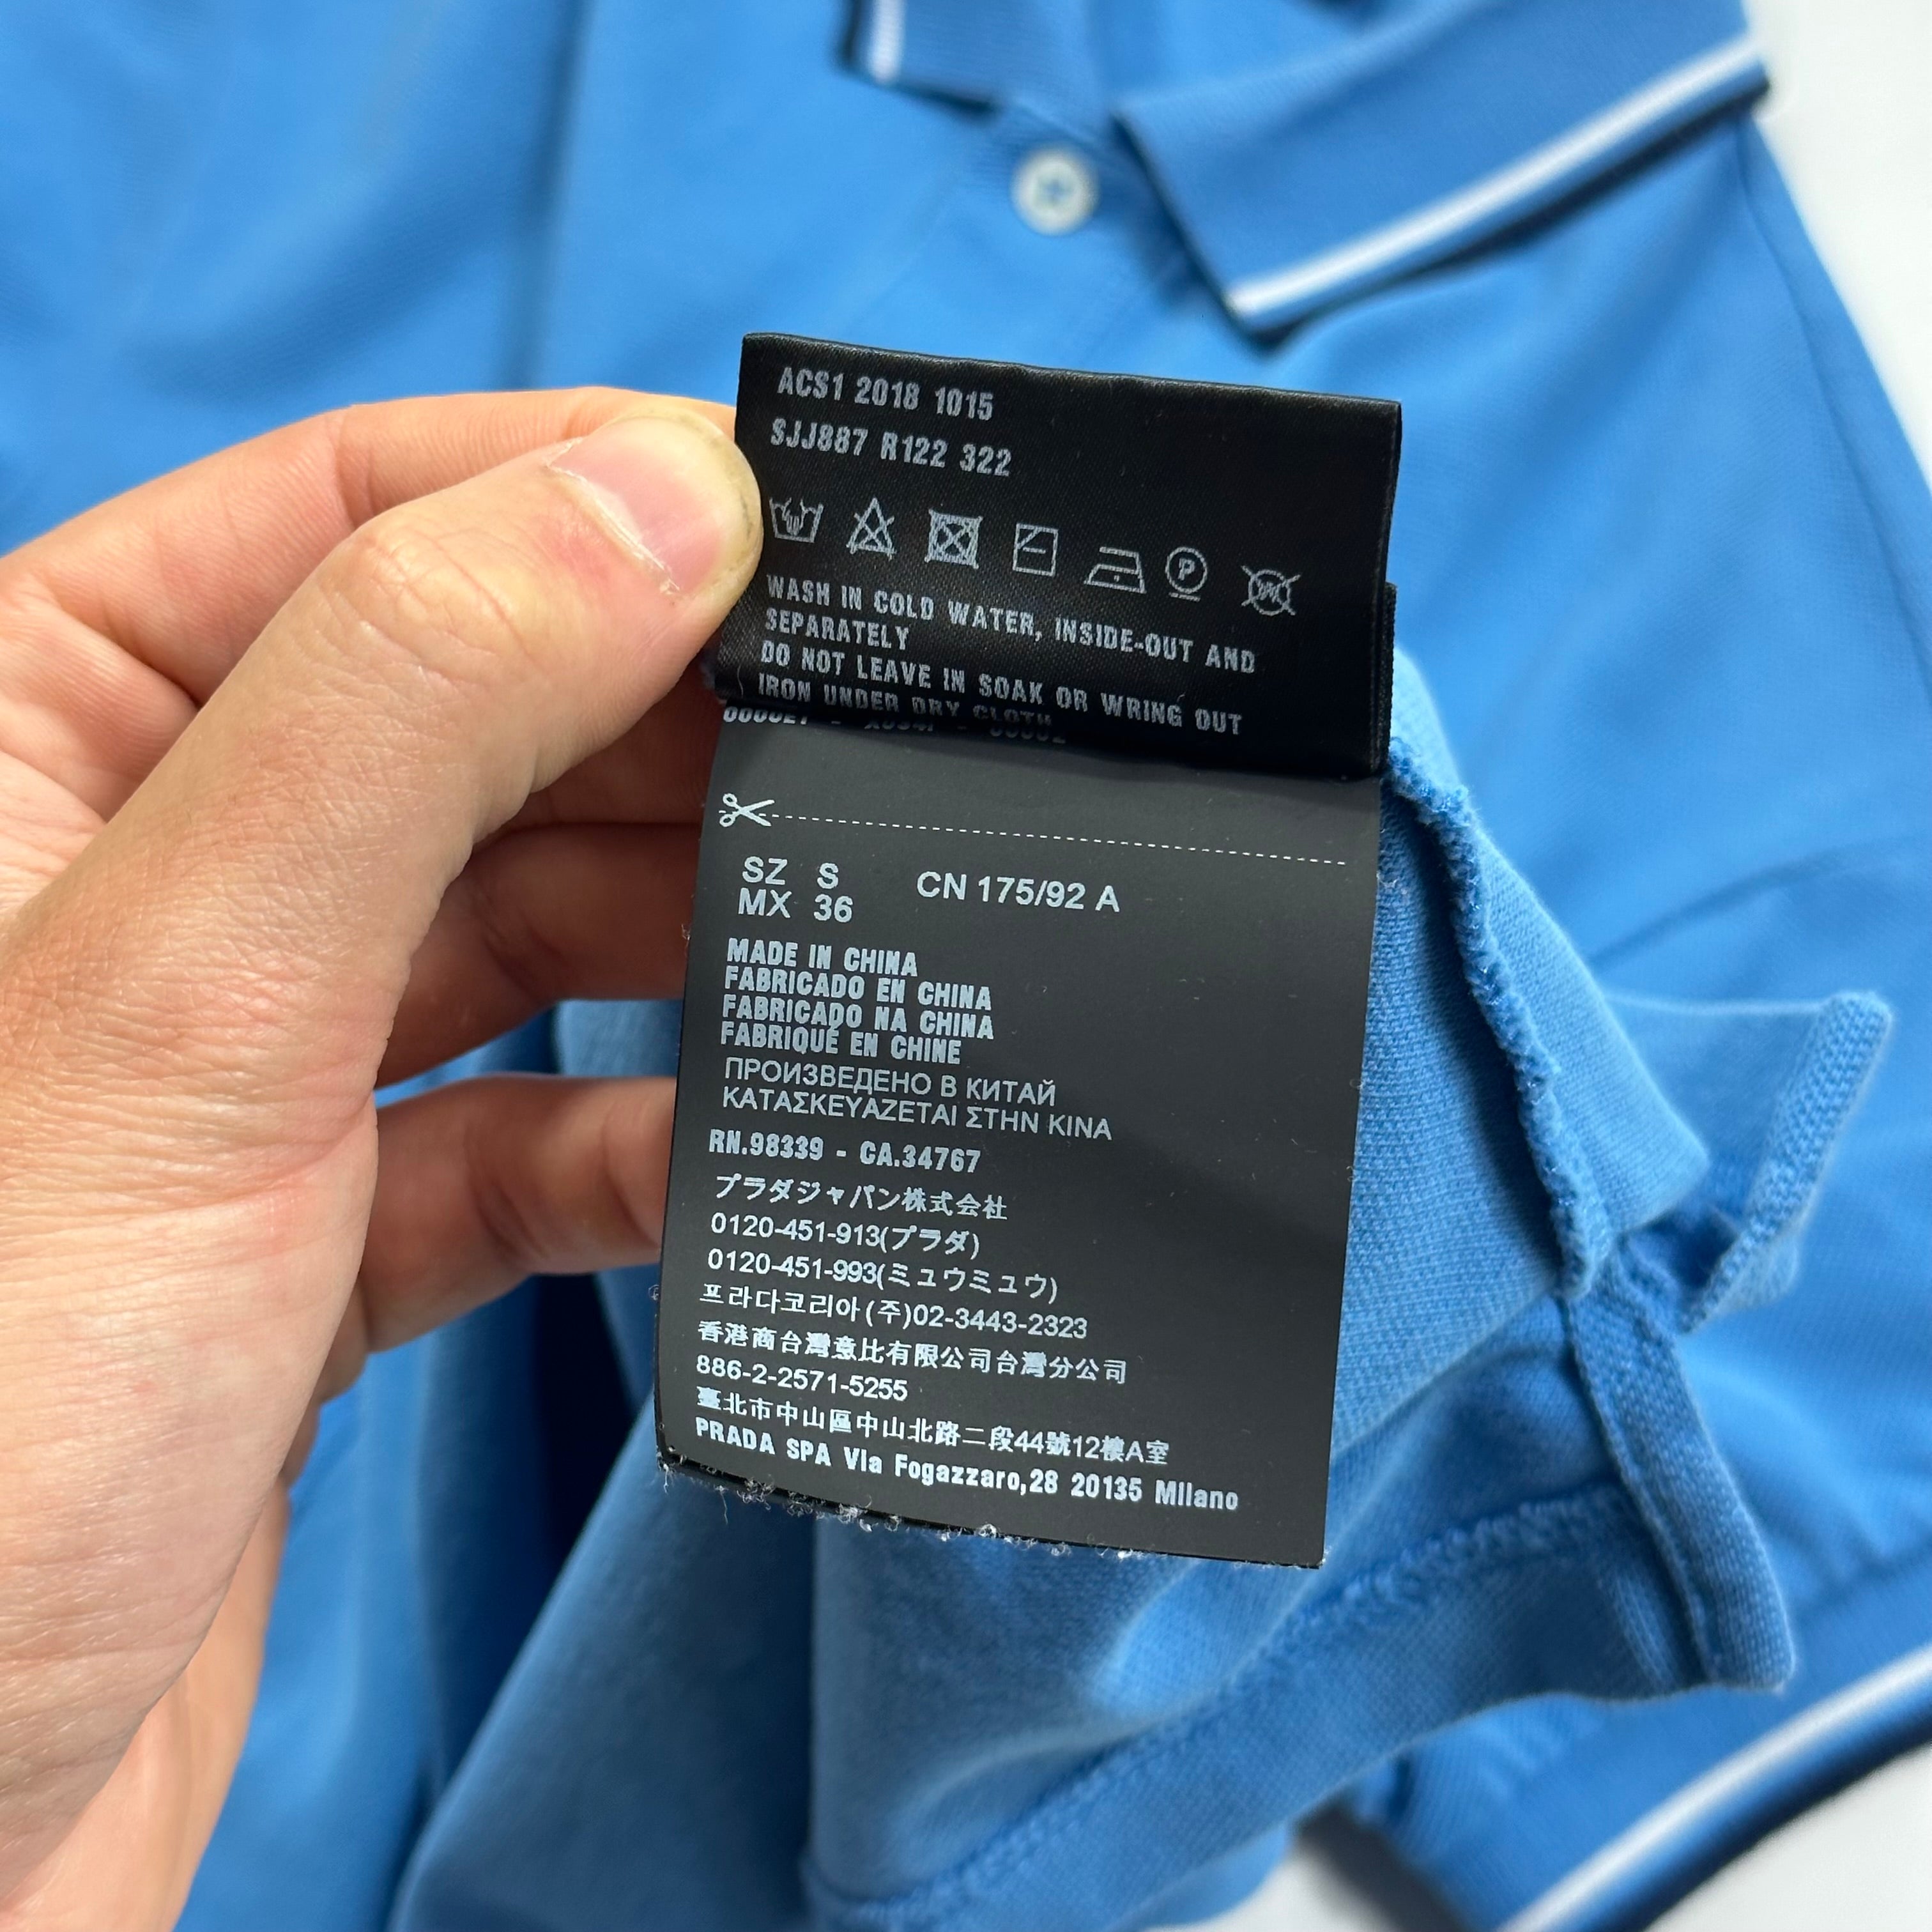 ACS1 2018 1015
SJJ887 R122 322
P
WASH IN COLD WATER, INSIDE-OUT AND
SEPARATELY
DO NOT LEAVE IN SOAK OR WRING OUT
IRON UNDER DRY CLOTH
SZ S CN 175/92 A
MX 36
MADE IN CHINA
FABRICADO EN CHINA
FABRICADO NA CHINA
FABRIQUÉ EN CHINE
ПРОИЗВЕДЕНО В КИТАЙ
ΚΑΤΑΣΚΕΥΑΖΕΤΑΙ ΣΤΗΝ ΚΙΝΑ
RN.98339 - CA.34767
プラダジャパン株式会社
0120-451-913(プラダ)
0120-451-993(ミュウミュウ)
프라다코리아(주)02-3443-2323
香港商台灣意比有限公司台灣分公司
886-2-2571-5255
臺北市中山區中山北路二段44號12樓A室
PRADA SPA Via Fogazzaro,28 20135 Milano